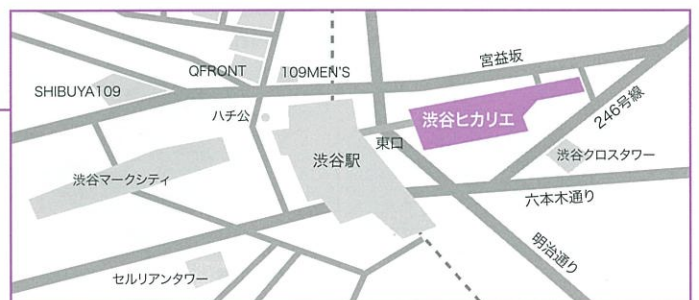 宮益坂
QFRONT
109MEN'S
SHIBUYA109
246号線
ハチ公
渋谷ヒカリエ
東口
渋谷駅
渋谷クロスタワー
渋谷マークシティ
六本木通り
明治通り
セルリアンタワー